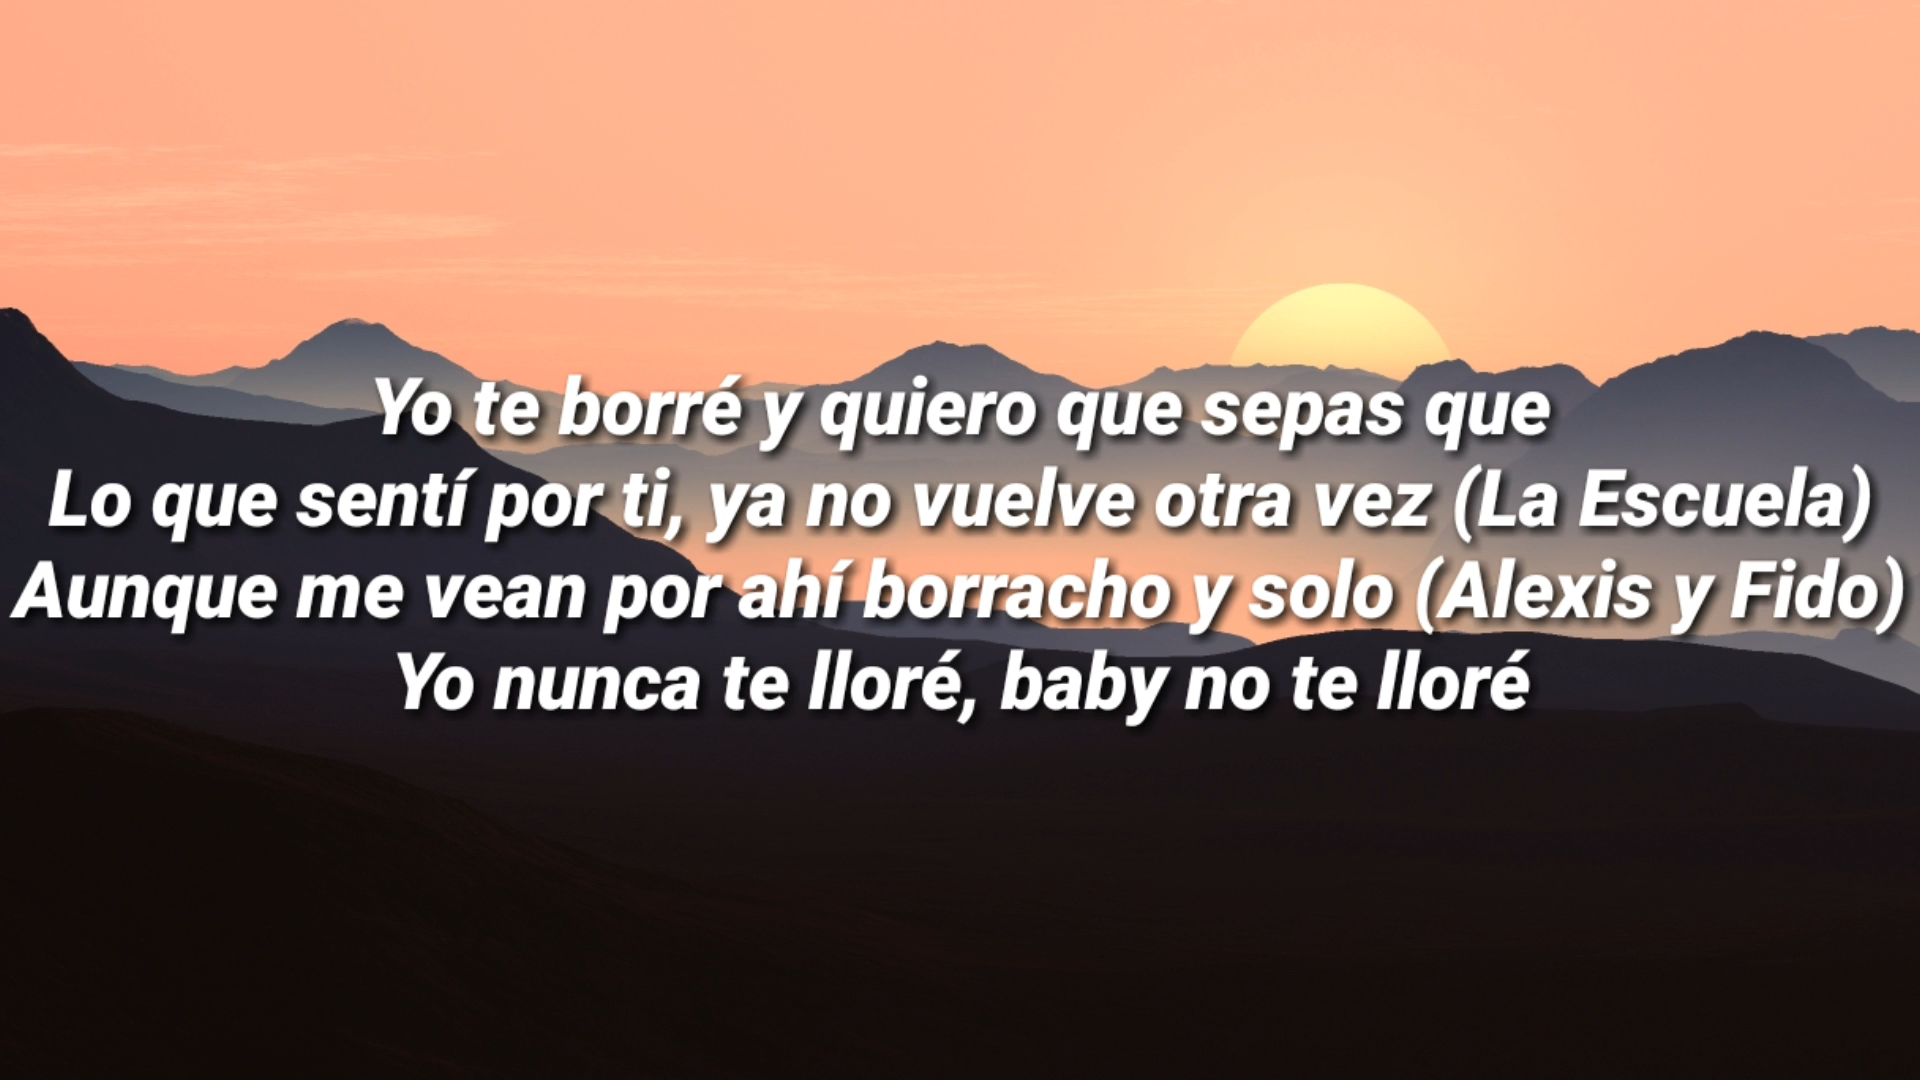 Yo te borré y quiero que sepas que
Lo que sentí por ti, ya no vuelve otra vez (La Escuela)
Aunque me vean por ahí borracho y solo (Alexis y Fido)
Yo nunca te lloré, baby no te lloré